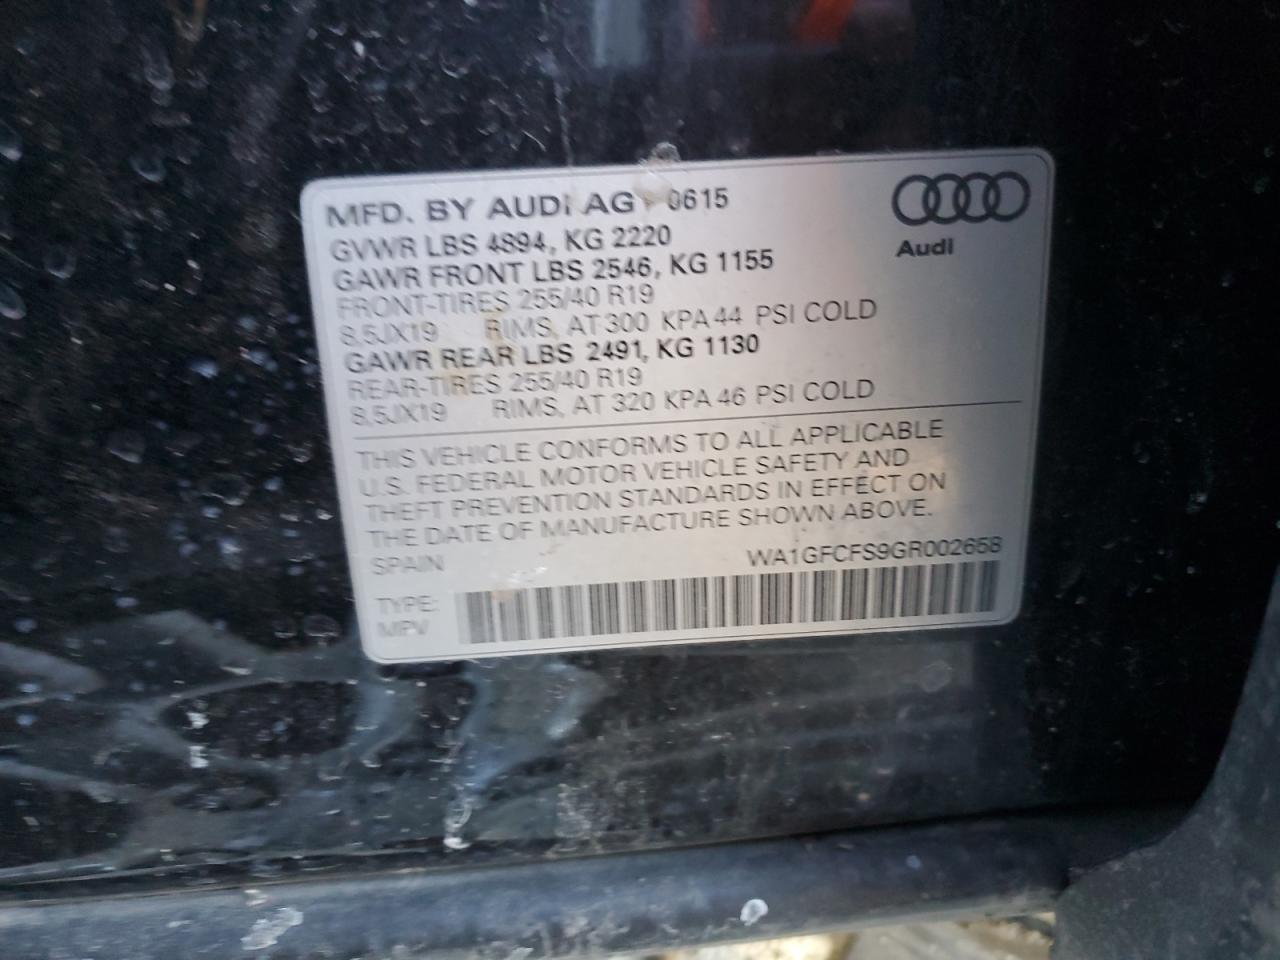 MFD. BY AUDI AG 0615
GVWR LBS 4894, KG 2220
GAWR FRONT LBS 2546, KG 1155
FRONT-TIRES 255/40 R19
8,5JX19 RIMS, AT 300 KPA 44 PSI COLD
GAWR REAR LBS 2491, KG 1130
REAR-TIRES 255/40 R19
8,5JX19 RIMS, AT 320 KPA 46 PSI COLD
Audi
THIS VEHICLE CONFORMS TO ALL APPLICABLE
U.S. FEDERAL MOTOR VEHICLE SAFETY AND
THEFT PREVENTION STANDARDS IN EFFECT ON
THE DATE OF MANUFACTURE SHOWN ABOVE.
SPAIN WA1GFCFS9GR002658
TYPE:
MPV